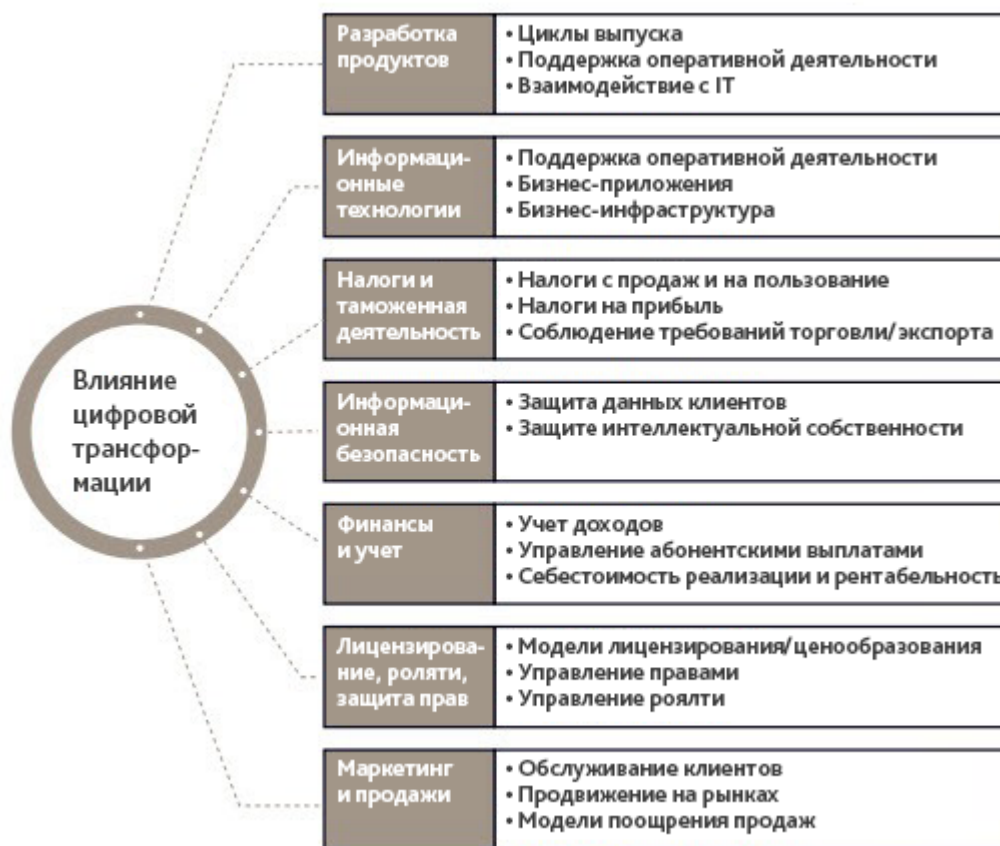 Разработка
продуктов
• Циклы выпуска
• Поддержка оперативной деятельности
• Взаимодействие с IT
Информаци-
онные
технологии
• Поддержка оперативной деятельности
• Бизнес-приложения
• Бизнес-инфраструктура
Налоги и
таможенная
деятельность
• Налоги с продаж и на пользование
• Налоги на прибыль
• Соблюдение требований торговли/экспорта
Влияние
цифровой
трансфор-
мации
Информаци-
онная
безопасность
• Защита данных клиентов
• Защите интеллектуальной собственности
Финансы
и учет
• Учет доходов
• Управление абонентскими выплатами
• Себестоимость реализации и рентабельность
Лицензирова-
ние, роляти,
защита прав
• Модели лицензирования/ценообразования
• Управление правами
• Управление роялти
Маркетинг
и продажи
• Обслуживание клиентов
• Продвижение на рынках
• Модели поощрения продаж